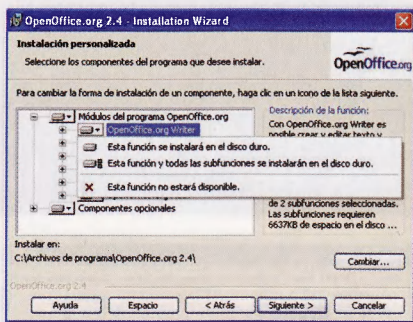 OpenOffice.org 2.4 - Installation Wizard
Instalación personalizada
Seleccione los componentes del programa que desee instalar.
OpenOffice.org
Para cambiar la forma de instalación de un componente, haga clic en un icono de la lista siguiente.
Módulos del programa OpenOffice.org
OpenOffice.org Writer
Descripción de la función:
Con OpenOffice.org Writer es
posible crear y editar texto y
Esta función se instalará en el disco duro.
Esta función y todas las subfunciones se instalarán en el disco duro.
Esta función no estará disponible.
Componentes opcionales
de 2 subfunciones seleccionadas.
Las subfunciones requieren
6637KB de espacio en el disco ...
Instalar en:
C:\Archivos de programa\OpenOffice.org 2.4\
Cambiar...
OpenOffice.org 2.4
Ayuda
Espacio
< Atrás
Siguiente >
Cancelar